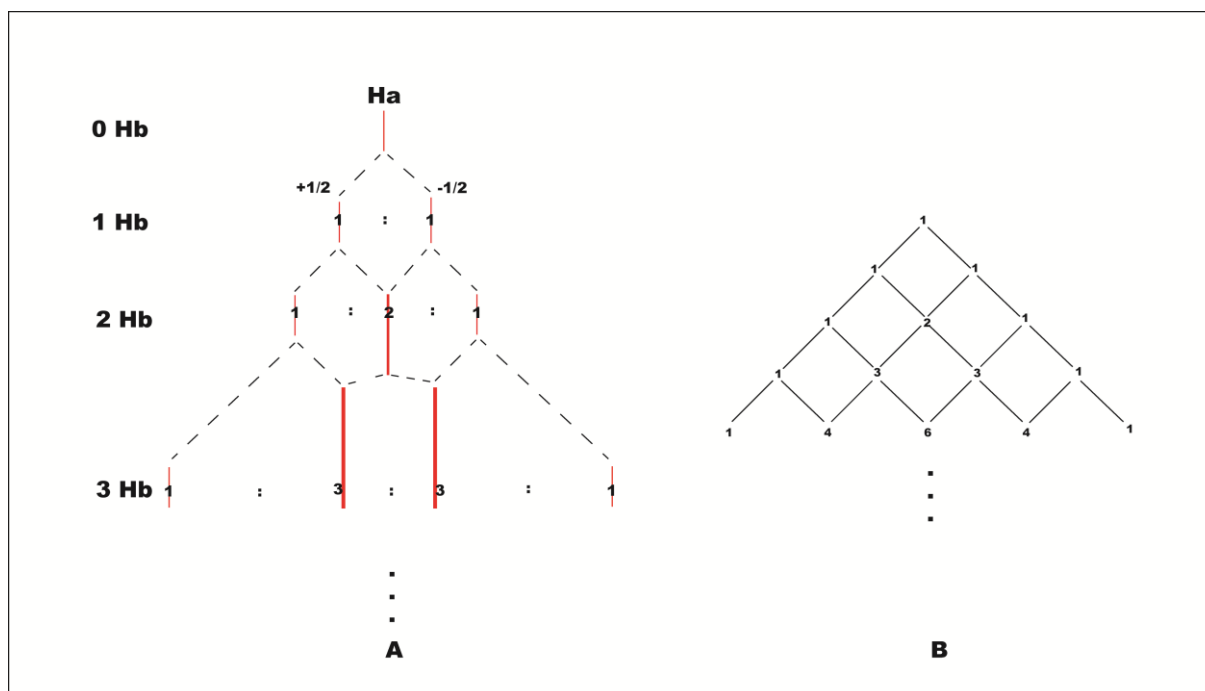 Ha
0 Hb
+1/2 -1/2
1 Hb 1 : 1
2 Hb 1 : 2 : 1
3 Hb 1 : 3 : 3 : 1
.
.
.
A
1
1 1
1 2 1
1 3 3 1
1 4 6 4 1
.
.
.
B